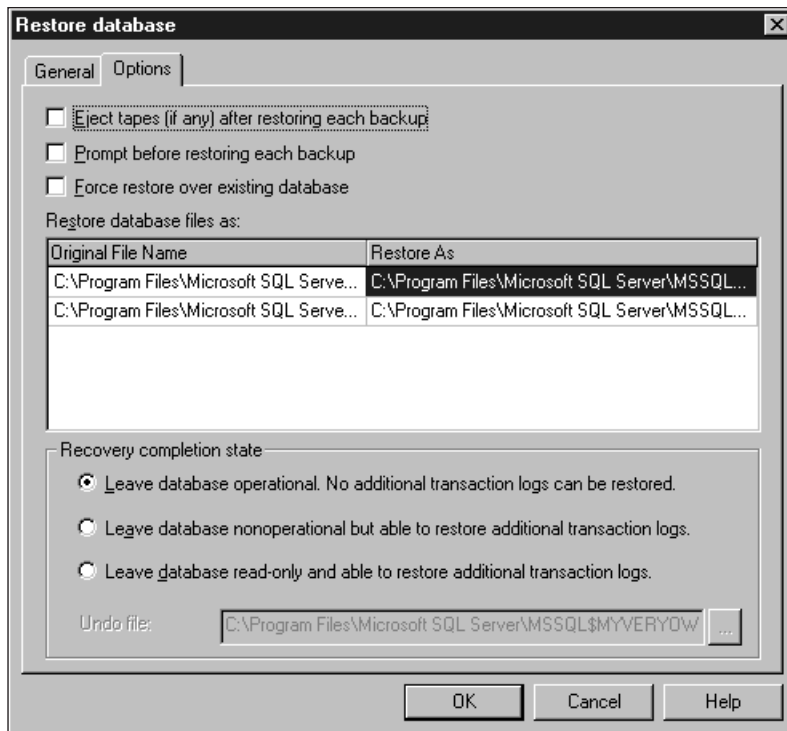 Restore database
General Options
Eject tapes (if any) after restoring each backup
Prompt before restoring each backup
Force restore over existing database
Restore database files as:
Original File Name Restore As
C:\Program Files\Microsoft SQL Serve... C:\Program Files\Microsoft SQL Server\MSSQL...
C:\Program Files\Microsoft SQL Serve... C:\Program Files\Microsoft SQL Server\MSSQL...
Recovery completion state
Leave database operational. No additional transaction logs can be restored.
Leave database nonoperational but able to restore additional transaction logs.
Leave database read-only and able to restore additional transaction logs.
Undo file: C:\Program Files\Microsoft SQL Server\MSSQL$MYVERYOW ...
OK Cancel Help